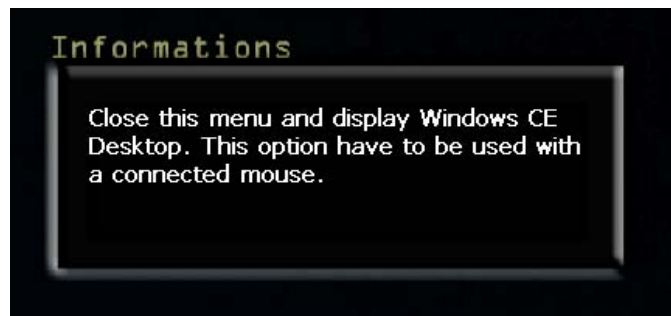 Informations
Close this menu and display Windows CE
Desktop. This option have to be used with
a connected mouse.